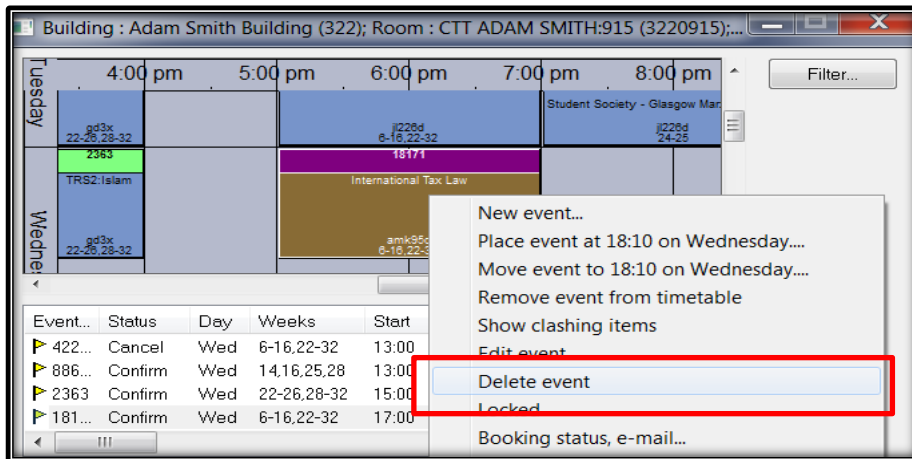 Building : Adam Smith Building (322); Room : CTT ADAM SMITH:915 (3220915);...
4:00 pm 5:00 pm 6:00 pm 7:00 pm 8:00 pm
Filter...
Tuesday
Student Society - Glasgow Mar
gd3x
22-26,28-32
jl226d
6-16,22-32
jl226d
24-25
Wednes
2363
TRS2:Islam
gd3x
22-26,28-32
18171
International Tax Law
New event...
Place event at 18:10 on Wednesday....
Move event to 18:10 on Wednesday....
Remove event from timetable
Show clashing items
Edit event
Delete event
Locked
Booking status, e-mail...
Event... Status Day Weeks Start
422... Cancel Wed 6-16,22-32 13:00
886... Confirm Wed 14,16,25,28 13:00
2363 Confirm Wed 22-26,28-32 15:00
181... Confirm Wed 6-16,22-32 17:00